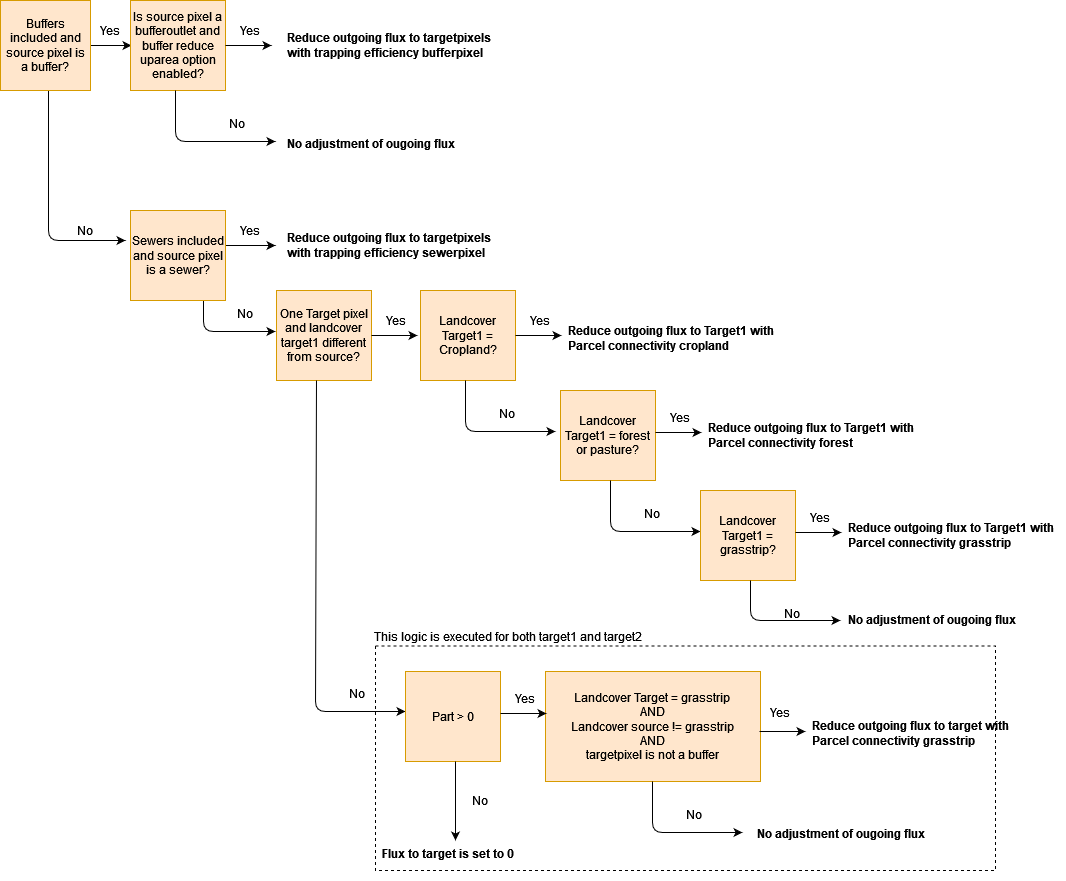 Buffers
included and
source pixel is
a buffer?
Yes
Is source pixel a
bufferoutlet and
buffer reduce
uparea option
enabled?
Yes
Reduce outgoing flux to targetpixels
with trapping efficiency bufferpixel
No
No adjustment of ougoing flux
No
Sewers included
and source pixel
is a sewer?
Yes
Reduce outgoing flux to targetpixels
with trapping efficiency sewerpixel
No
One Target pixel
and landcover
target1 different
from source?
Yes
Landcover
Target1 =
Cropland?
Yes
Reduce outgoing flux to Target1 with
Parcel connectivity cropland
No
Landcover
Target1 = forest
or pasture?
Yes
Reduce outgoing flux to Target1 with
Parcel connectivity forest
No
Landcover
Target1 =
grasstrip?
Yes
Reduce outgoing flux to Target1 with
Parcel connectivity grasstrip
No
No adjustment of ougoing flux
This logic is executed for both target1 and target2
No
Part > 0
Yes
Landcover Target = grasstrip
AND
Landcover source != grasstrip
AND
targetpixel is not a buffer
Yes
Reduce outgoing flux to target with
Parcel connectivity grasstrip
No
Flux to target is set to 0
No
No adjustment of ougoing flux